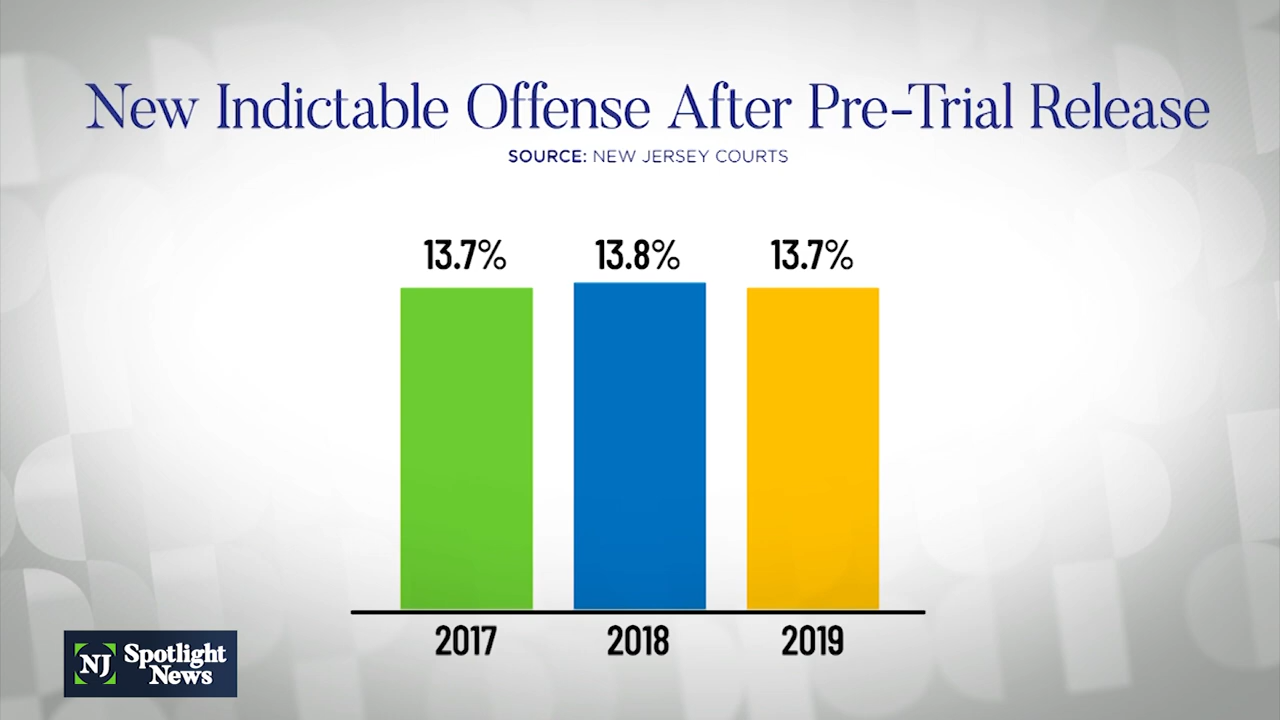 New Indictable Offense After Pre-Trial Release
SOURCE: NEW JERSEY COURTS
13.7% 13.8% 13.7%
2017 2018 2019
NJ Spotlight
News